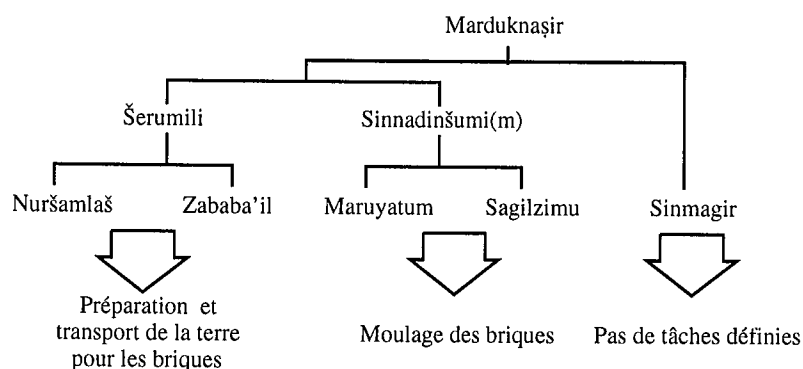 Marduknaṣir
Šerumili
Sinnadinšumi(m)
Nuršamlaš
Zababa'il
Maruyatum
Sagilzimu
Sinmagir
Préparation et
transport de la terre
pour les briques
Moulage des briques
Pas de tâches définies